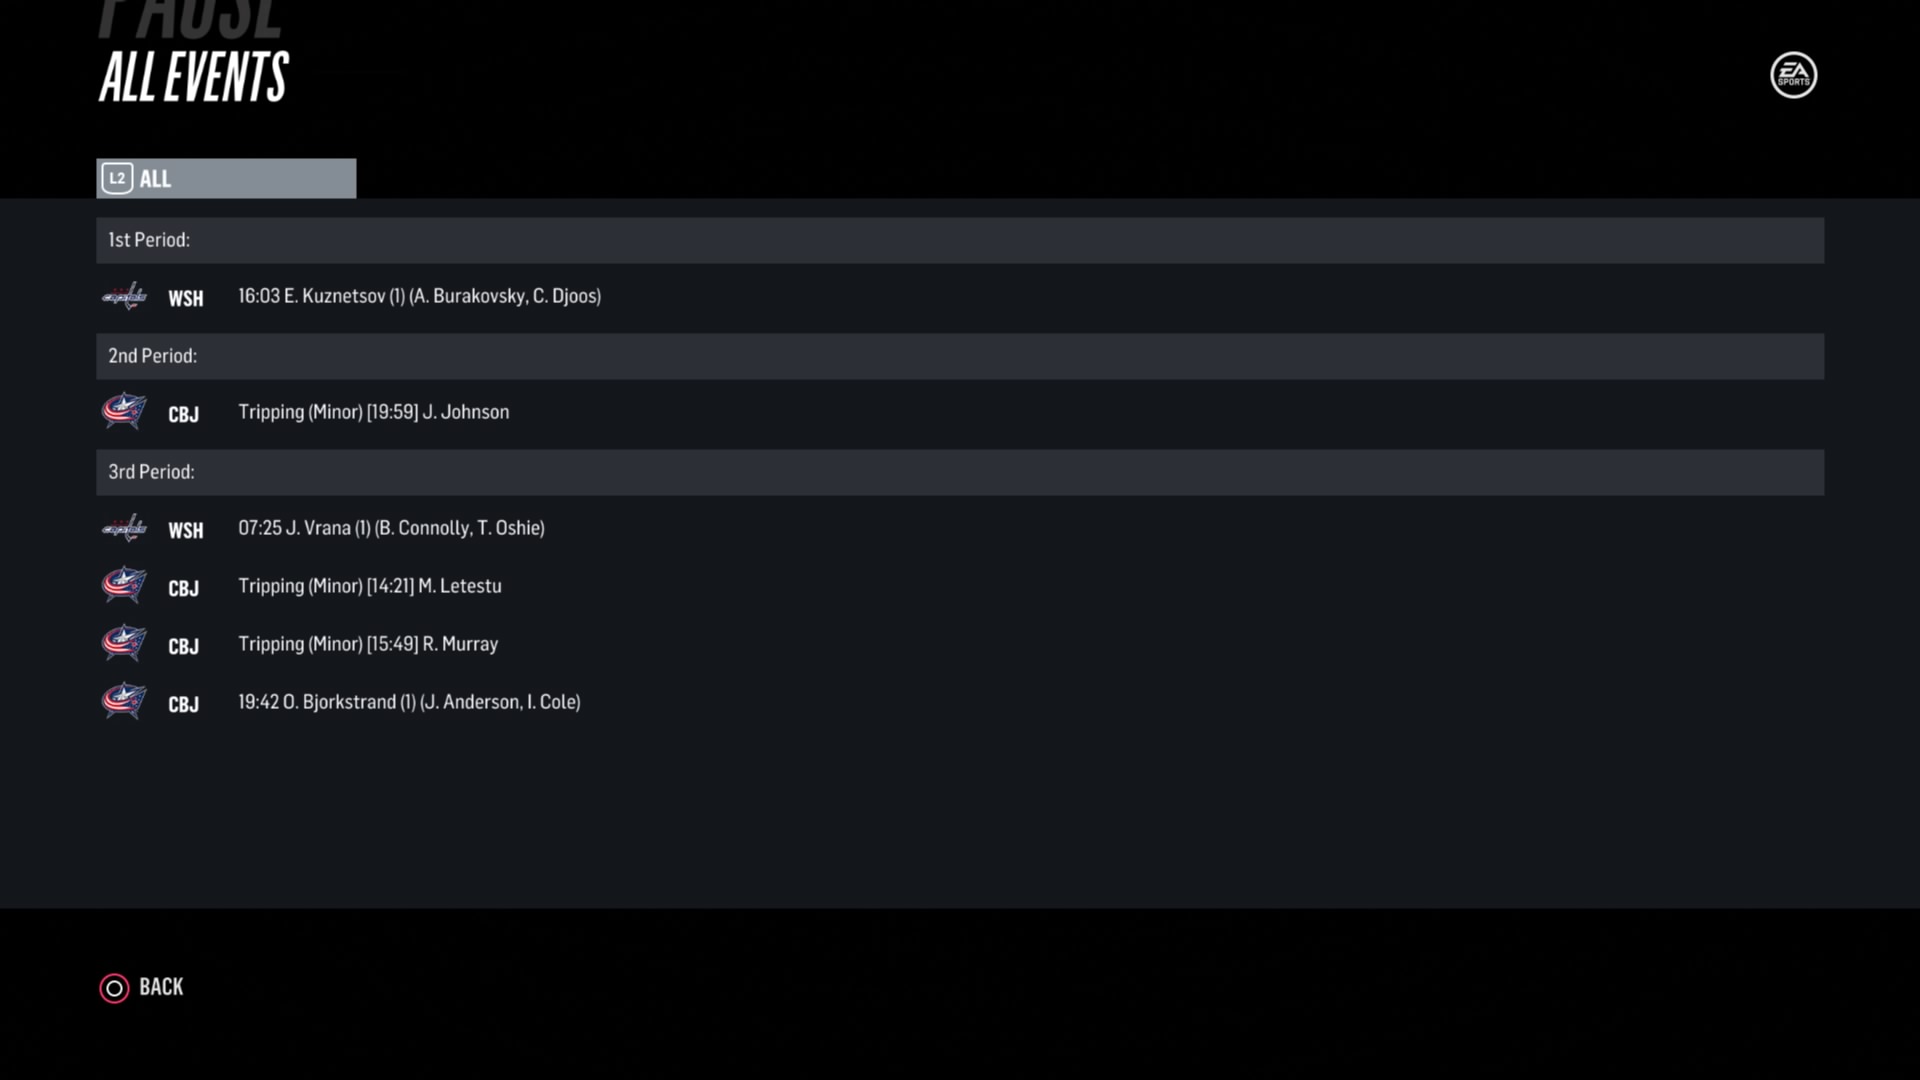 PAUSE
ALL EVENTS
EA
SPORTS
L2 ALL
1st Period:
CAPITALS WSH 16:03 E. Kuznetsov (1) (A. Burakovsky, C. Djoos)
2nd Period:
CBJ Tripping (Minor) [19:59] J. Johnson
3rd Period:
CAPITALS WSH 07:25 J. Vrana (1) (B. Connolly, T. Oshie)
CBJ Tripping (Minor) [14:21] M. Letestu
CBJ Tripping (Minor) [15:49] R. Murray
CBJ 19:42 O. Bjorkstrand (1) (J. Anderson, I. Cole)
BACK